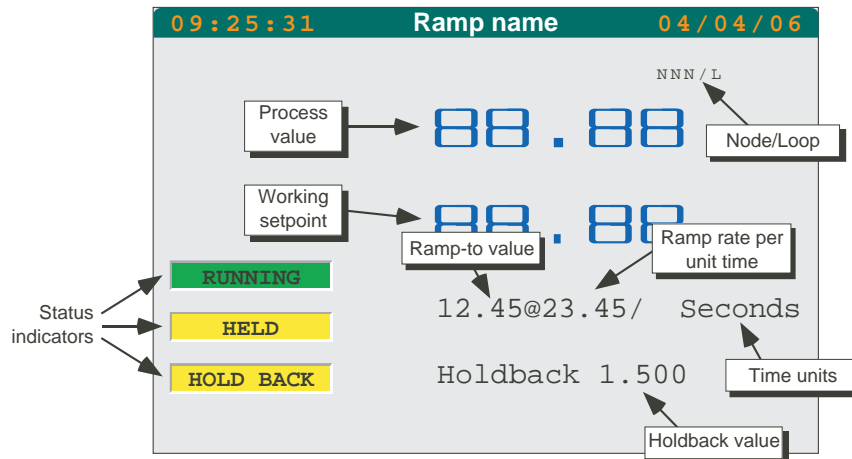 09:25:31 Ramp name 04/04/06
NNN/L
Process
value
88.88
Node/Loop
Working
setpoint
88.88
Ramp-to value
Ramp rate per
unit time
RUNNING
Status
indicators
HELD
12.45@23.45/ Seconds
HOLD BACK
Holdback 1.500
Time units
Holdback value